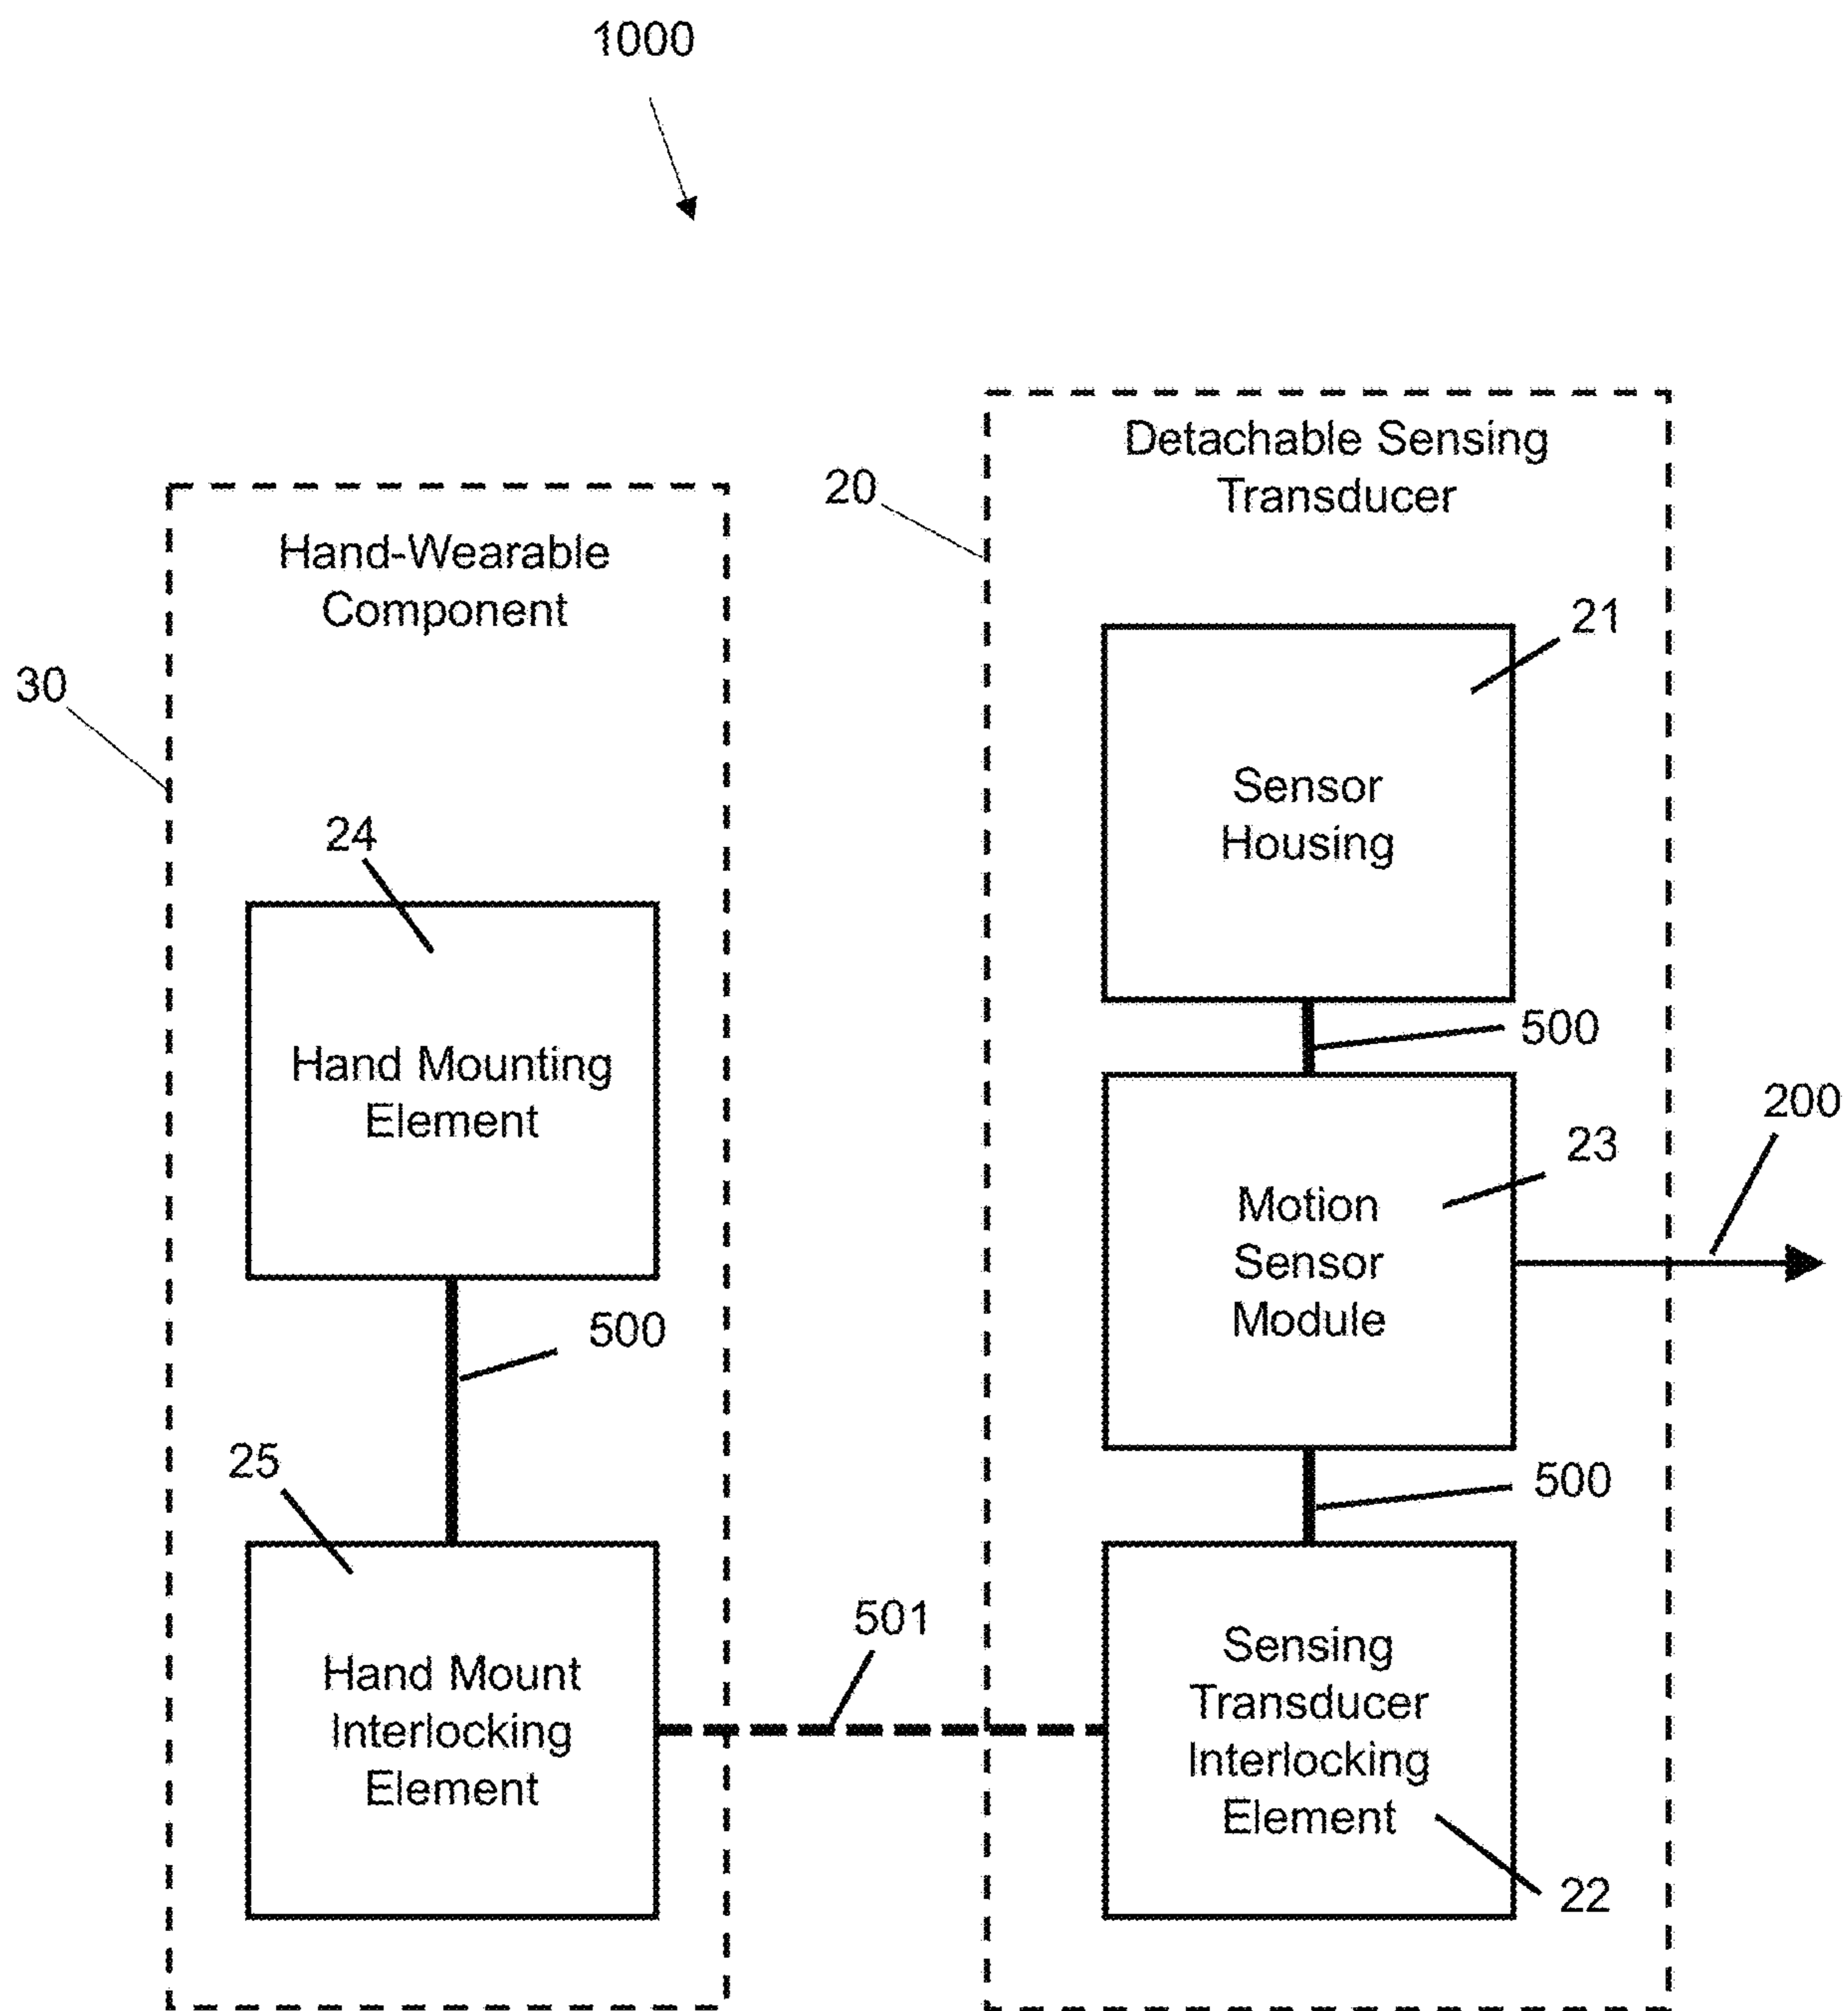 1000
Detachable Sensing
Transducer
20
Hand-Wearable
Component
21
30
Sensor
Housing
24
500
Hand Mounting
Element
200
23
Motion
Sensor
Module
500
25
500
501
Sensing
Transducer
Interlocking
Element
Hand Mount
Interlocking
Element
22